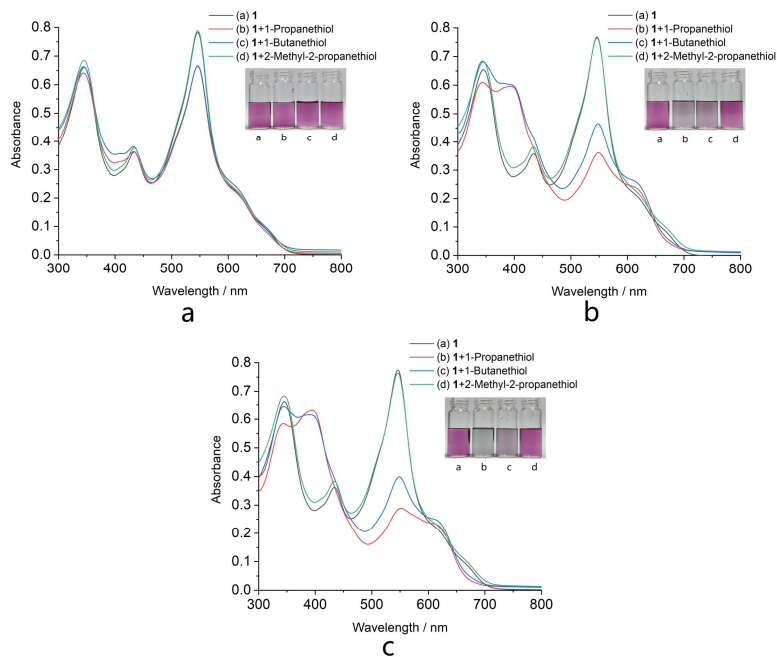 (a) 1
(b) 1+1-Propanethiol
(c) 1+1-Butanethiol
(d) 1+2-Methyl-2-propanethiol
0.8
0.7
0.6
0.5
0.4
0.3
0.2
0.1
0.0
Absorbance
a b c d
300 400 500 600 700 800
Wavelength / nm
a
(a) 1
(b) 1+1-Propanethiol
(c) 1+1-Butanethiol
(d) 1+2-Methyl-2-propanethiol
0.8
0.7
0.6
0.5
0.4
0.3
0.2
0.1
0.0
Absorbance
a b c d
300 400 500 600 700 800
Wavelength / nm
b
(a) 1
(b) 1+1-Propanethiol
(c) 1+1-Butanethiol
(d) 1+2-Methyl-2-propanethiol
0.8
0.7
0.6
0.5
0.4
0.3
0.2
0.1
0.0
Absorbance
a b c d
300 400 500 600 700 800
Wavelength / nm
c